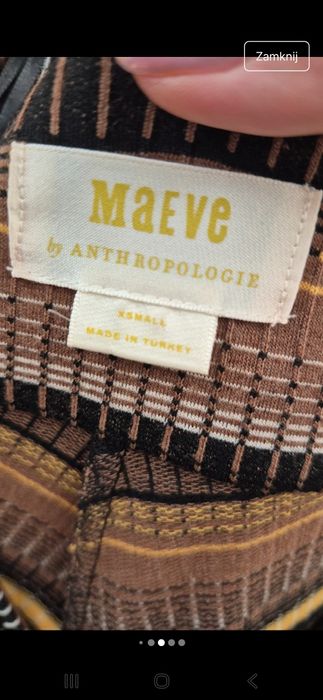 Zamknij
MaEVe
by ANTHROPOLOGIE
XSMALL
MADE IN TURKEY